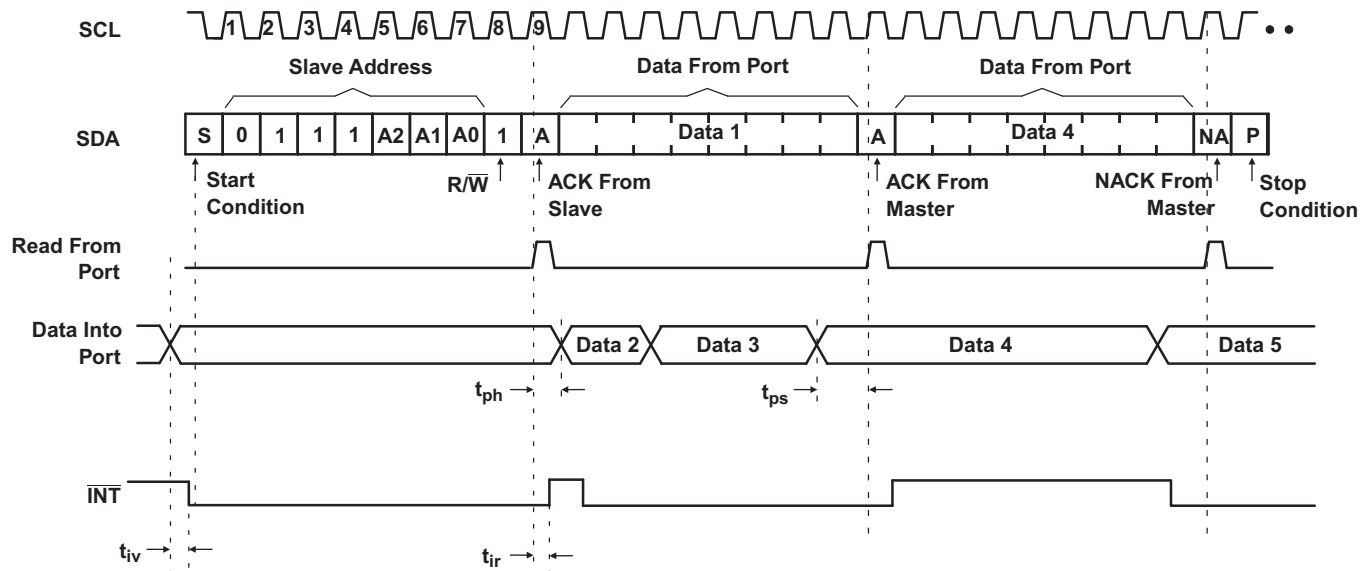 SCL
1 2 3 4 5 6 7 8 9
Slave Address
Data From Port
Data From Port
SDA
S 0 1 1 1 A2 A1 A0 1 A Data 1 A Data 4 NA P
Start
Condition
R/W̅
ACK From
Slave
ACK From
Master
NACK From
Master
Stop
Condition
Read From
Port
Data Into
Port
Data 2 Data 3 Data 4 Data 5
tph
tps
I̅N̅T̅
tiv
tir